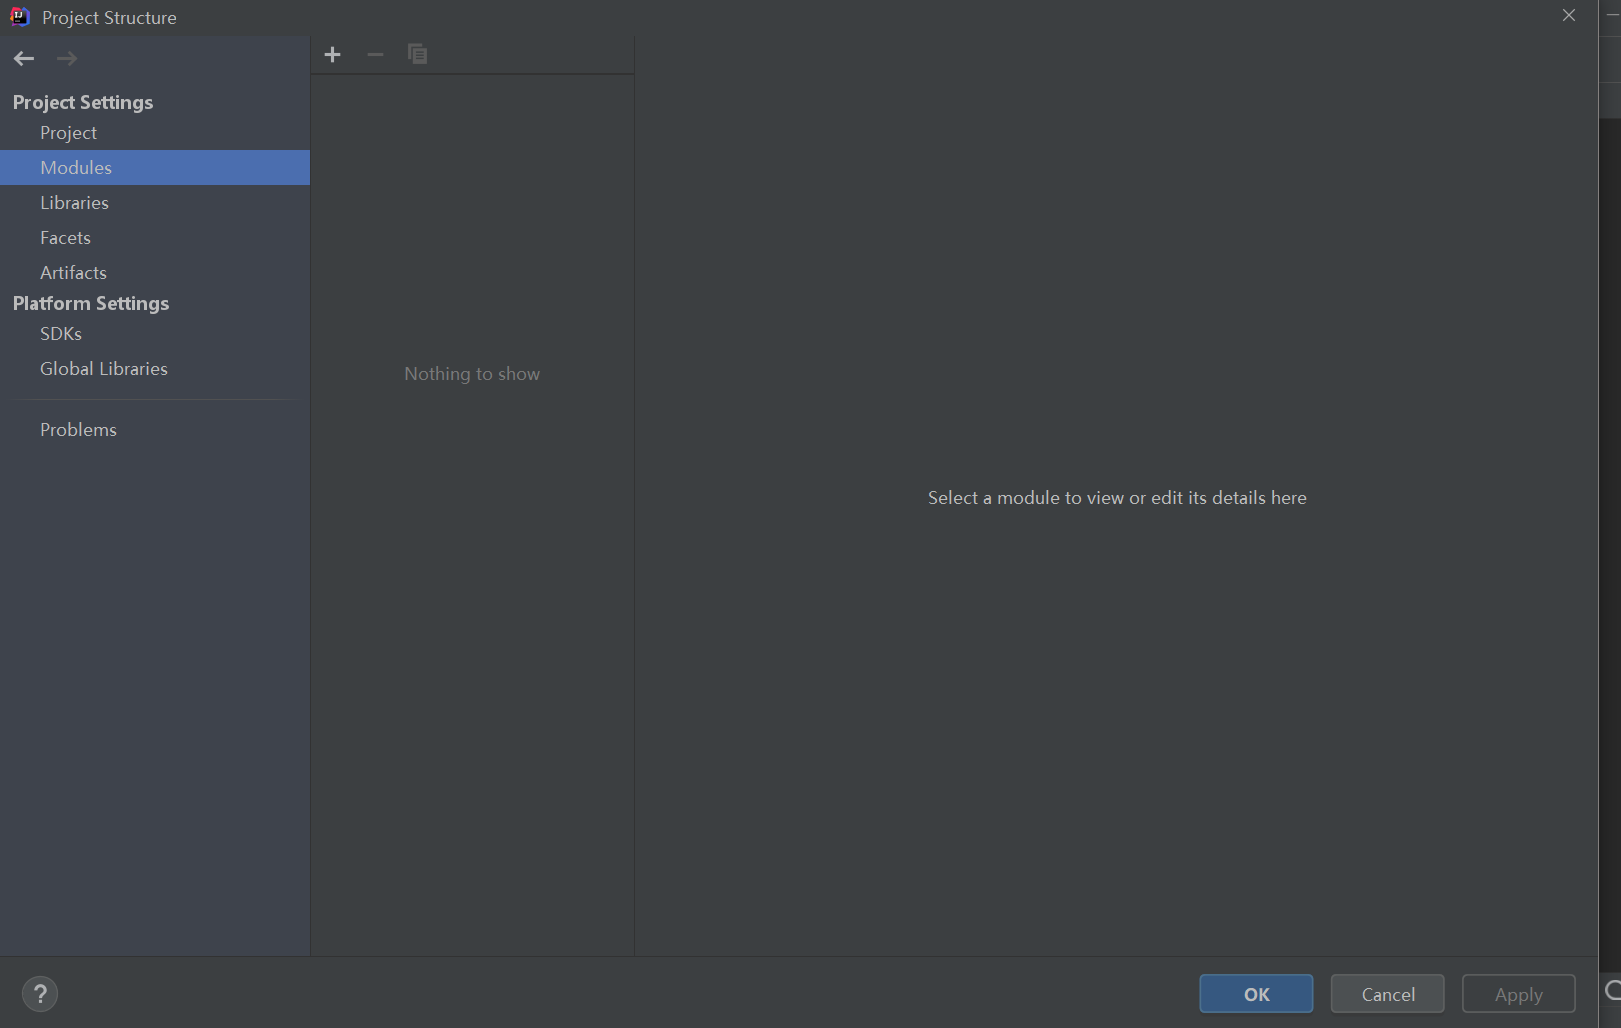 Project Structure
Project Settings
Project
Modules
Libraries
Facets
Artifacts
Platform Settings
SDKs
Global Libraries
Problems
Nothing to show
Select a module to view or edit its details here
?
OK
Cancel
Apply